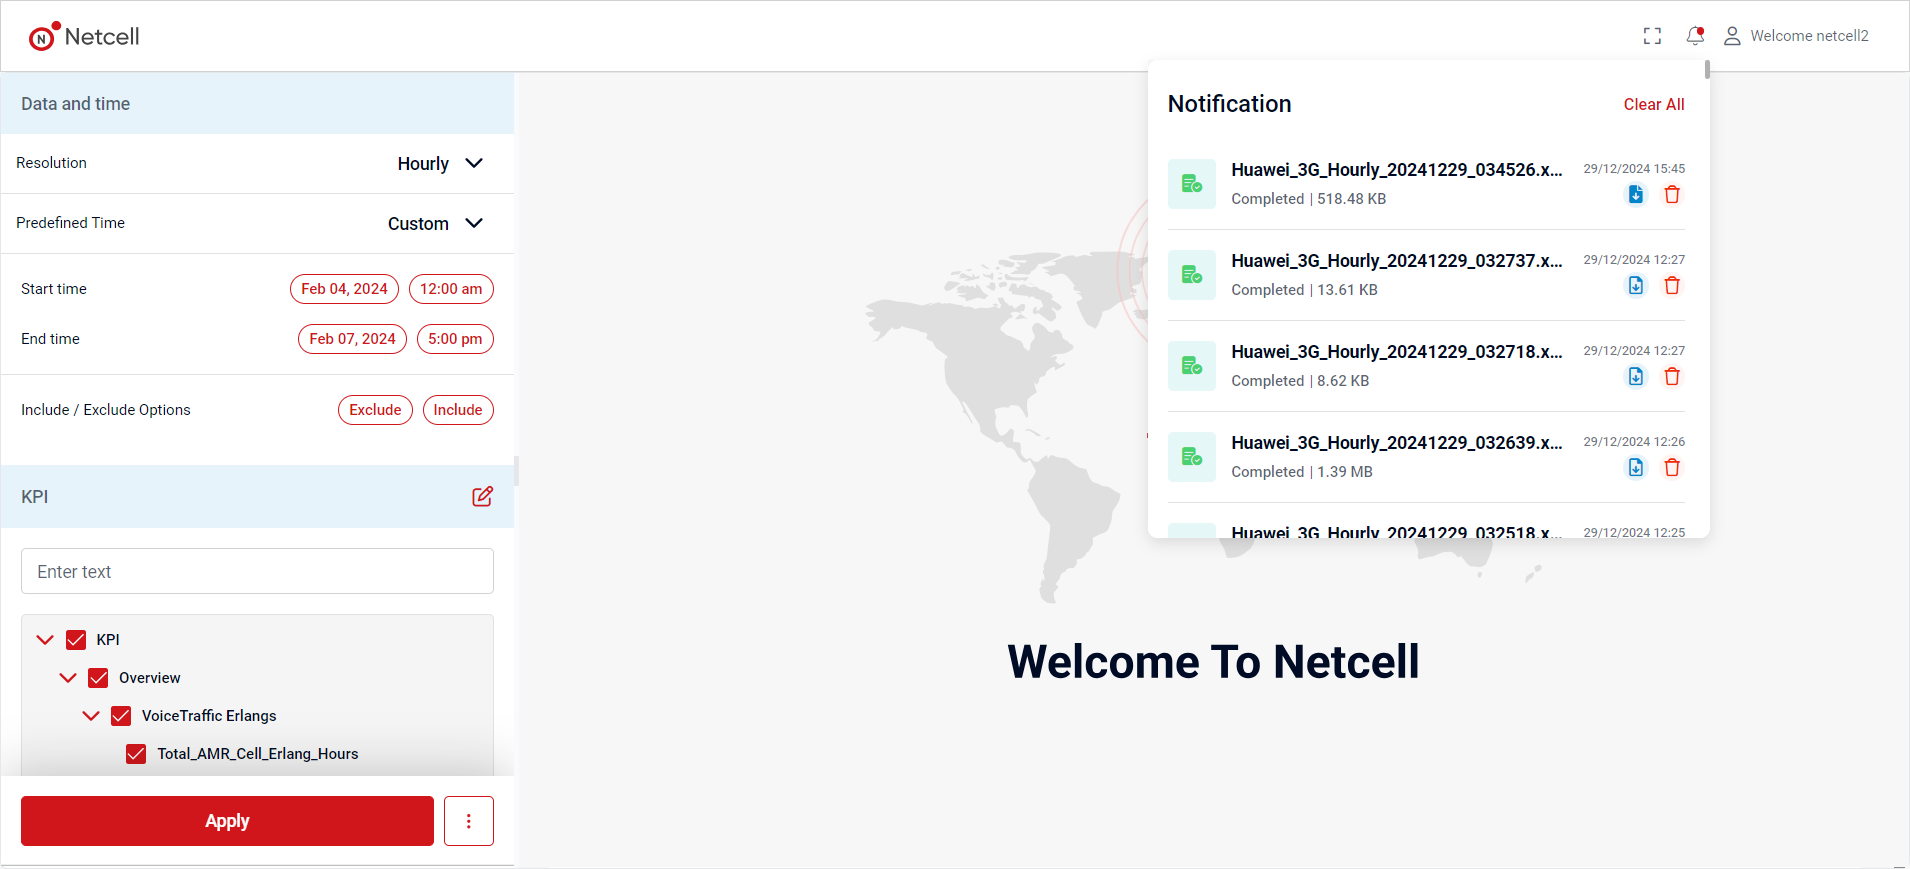 N Netcell
Welcome netcell2
Data and time
Resolution Hourly
Predefined Time Custom
Start time Feb 04, 2024 12:00 am
End time Feb 07, 2024 5:00 pm
Include / Exclude Options Exclude Include
KPI
Enter text
KPI
Overview
VoiceTraffic Erlangs
Total_AMR_Cell_Erlang_Hours
Apply
Notification Clear All
Huawei_3G_Hourly_20241229_034526.x... 29/12/2024 15:45
Completed | 518.48 KB
Huawei_3G_Hourly_20241229_032737.x... 29/12/2024 12:27
Completed | 13.61 KB
Huawei_3G_Hourly_20241229_032718.x... 29/12/2024 12:27
Completed | 8.62 KB
Huawei_3G_Hourly_20241229_032639.x... 29/12/2024 12:26
Completed | 1.39 MB
Huawei_3G_Hourly_20241229_032518.x... 29/12/2024 12:25
Welcome To Netcell